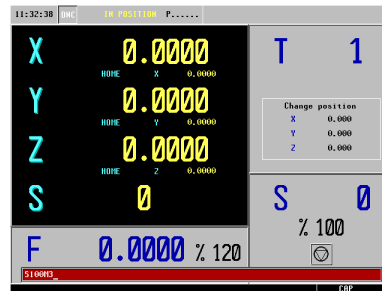 11:32:38 DNC IN POSITION P......
X 0.0000
HOME X 0.0000
Y 0.0000
HOME Y 0.0000
Z 0.0000
HOME Z 0.0000
S 0
F 0.0000 % 120
T 1
Change position
X 0.000
Y 0.000
Z 0.000
S 0
% 100
S100M3_
CAP